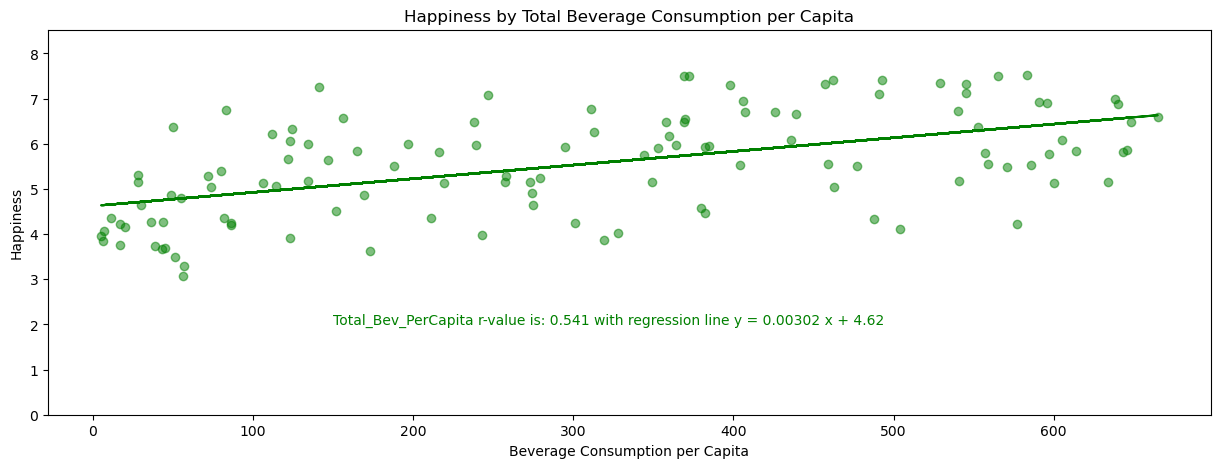 Happiness by Total Beverage Consumption per Capita
8
7
6
5
4
3
2
1
0
Happiness
Total_Bev_PerCapita r-value is: 0.541 with regression line y = 0.00302 x + 4.62
0 100 200 300 400 500 600
Beverage Consumption per Capita